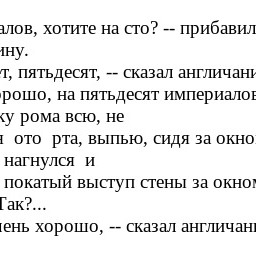 алов, хотите на сто? -- прибавил
ину.
т, пятьдесят, -- сказал англичани
орошо, на пятьдесят империалов
ку рома всю, не
я ото рта, выпью, сидя за окно
нагнулся и
покатый выступ стены за окном
Так?...
ень хорошо, -- сказал англичани